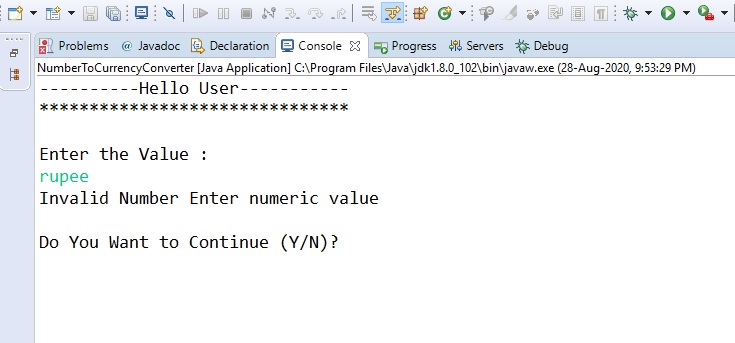 Problems @ Javadoc Declaration Console Progress Servers Debug
NumberToCurrencyConverter [Java Application] C:\Program Files\Java\jdk1.8.0_102\bin\javaw.exe (28-Aug-2020, 9:53:29 PM)
----------Hello User-----------
*******************************
Enter the Value :
rupee
Invalid Number Enter numeric value
Do You Want to Continue (Y/N)?